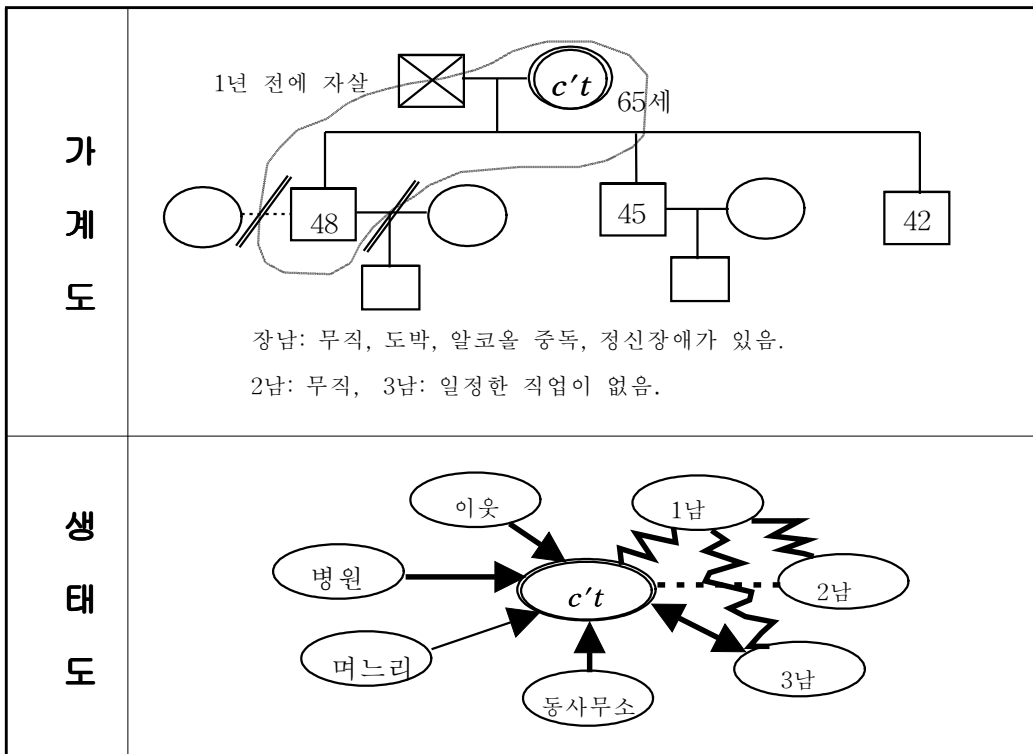 가계도
1년 전에 자살
c't
65세
48
45
42
장남: 무직, 도박, 알코올 중독, 정신장애가 있음.
2남: 무직, 3남: 일정한 직업이 없음.
생태도
이웃
1남
병원
c't
2남
며느리
3남
동사무소